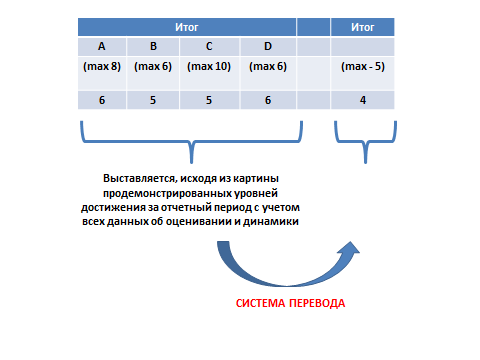 Итог Итог
A B C D
(max 8) (max 6) (max 10) (max 6) (max - 5)
6 5 5 6 4
Выставляется, исходя из картины
продемонстрированных уровней
достижения за отчетный период с учетом
всех данных об оценивании и динамики
СИСТЕМА ПЕРЕВОДА